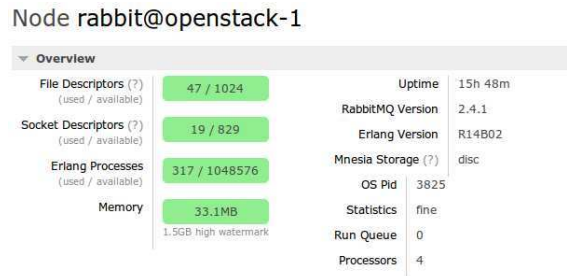 Node rabbit@openstack-1
Overview
File Descriptors (?) 47 / 1024
(used / available)
Socket Descriptors (?) 19 / 829
(used / available)
Erlang Processes 317 / 1048576
(used / available)
Memory 33.1MB
1.5GB high watermark
Uptime 15h 48m
RabbitMQ Version 2.4.1
Erlang Version R14B02
Mnesia Storage (?) disc
OS Pid 3825
Statistics fine
Run Queue 0
Processors 4